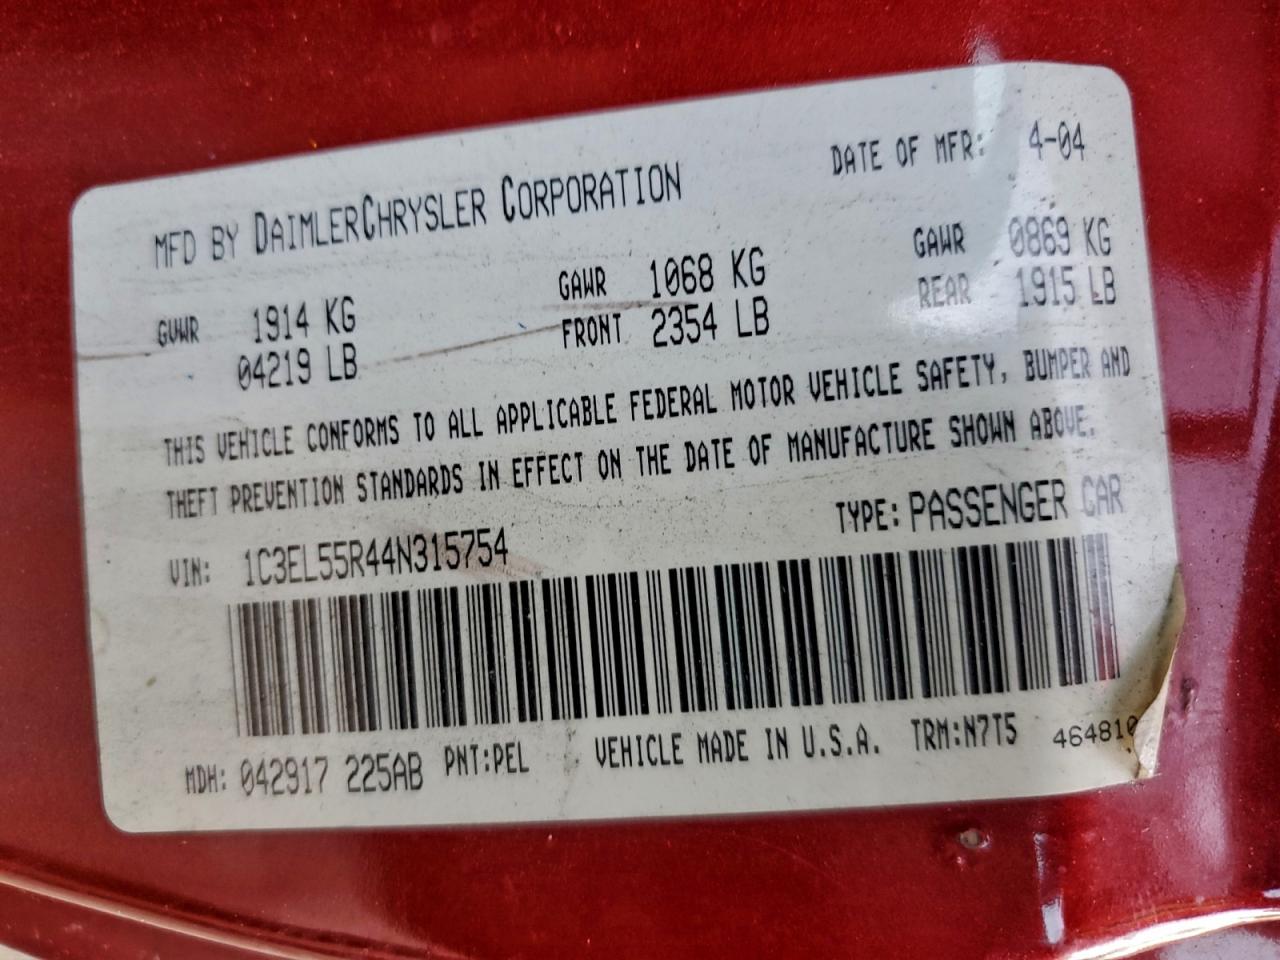 MFD BY DAIMLERCHRYSLER CORPORATION DATE OF MFR: 4-04
GVWR 1914 KG GAWR 1068 KG GAWR 0869 KG
04219 LB FRONT 2354 LB REAR 1915 LB
THIS VEHICLE CONFORMS TO ALL APPLICABLE FEDERAL MOTOR VEHICLE SAFETY, BUMPER AND
THEFT PREVENTION STANDARDS IN EFFECT ON THE DATE OF MANUFACTURE SHOWN ABOVE.
VIN: 1C3EL55R44N315754 TYPE: PASSENGER CAR
MDH: 042917 225AB PNT:PEL VEHICLE MADE IN U.S.A. TRM:N7T5 464810